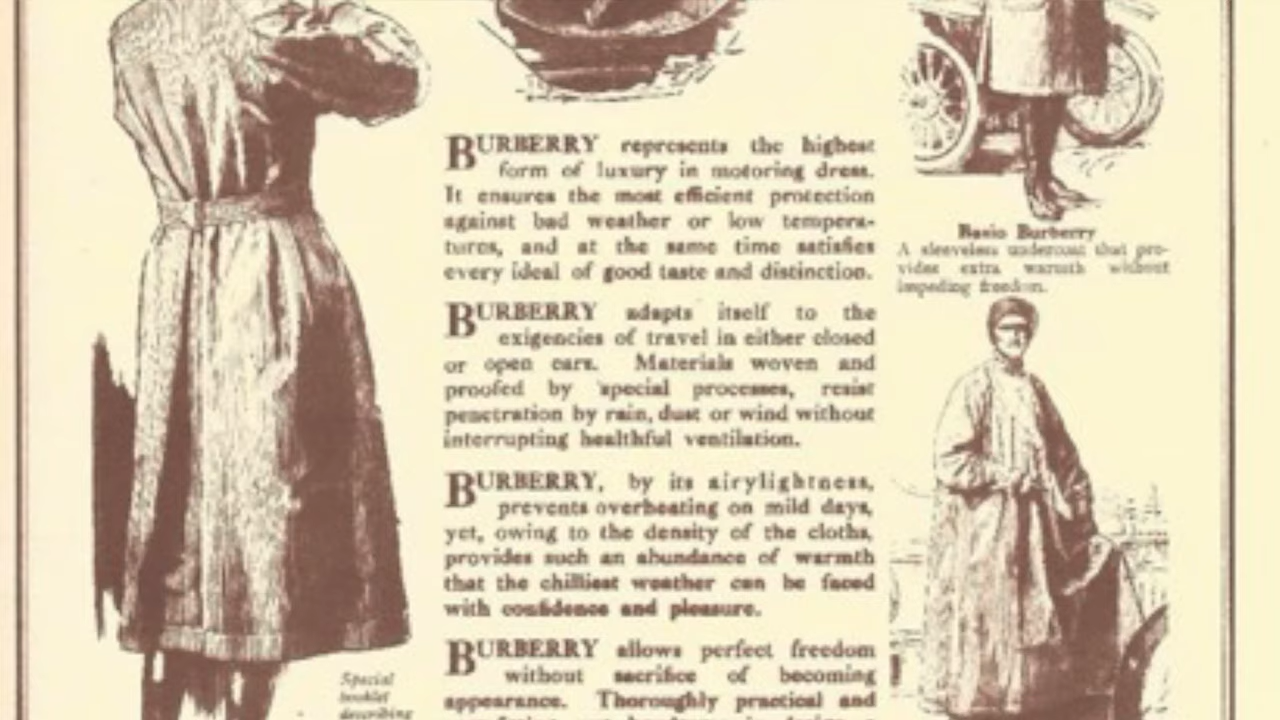 BURBERRY represents the highest
form of luxury in motoring dress.
It ensures the most efficient protection
against bad weather or low tempera-
tures, and at the same time satisfies
every ideal of good taste and distinction.
BURBERRY adapts itself to the
exigencies of travel in either closed
or open cars. Materials woven and
proofed by special processes, resist
penetration by rain, dust or wind without
interrupting healthful ventilation.
BURBERRY, by its airylightness,
prevents overheating on mild days,
yet, owing to the density of the cloths,
provides such an abundance of warmth
that the chilliest weather can be faced
with confidence and pleasure.
BURBERRY allows perfect freedom
without sacrifice of becoming
appearance. Thoroughly practical and
Burberry
A sleeveless undercoat that pro-
vides extra warmth without
impeding freedom.
Special
booklet
describing